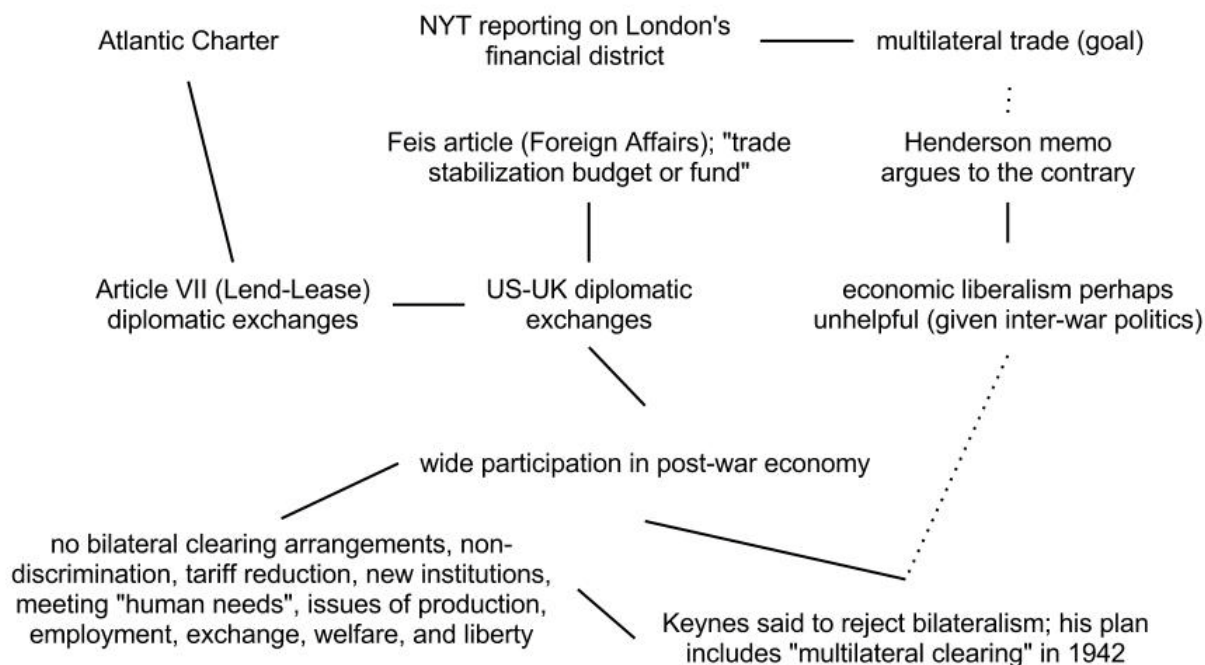 Atlantic Charter
NYT reporting on London's
financial district
multilateral trade (goal)
Feis article (Foreign Affairs); "trade
stabilization budget or fund"
Henderson memo
argues to the contrary
Article VII (Lend-Lease)
diplomatic exchanges
US-UK diplomatic
exchanges
economic liberalism perhaps
unhelpful (given inter-war politics)
wide participation in post-war economy
no bilateral clearing arrangements, non-
discrimination, tariff reduction, new institutions,
meeting "human needs", issues of production,
employment, exchange, welfare, and liberty
Keynes said to reject bilateralism; his plan
includes "multilateral clearing" in 1942